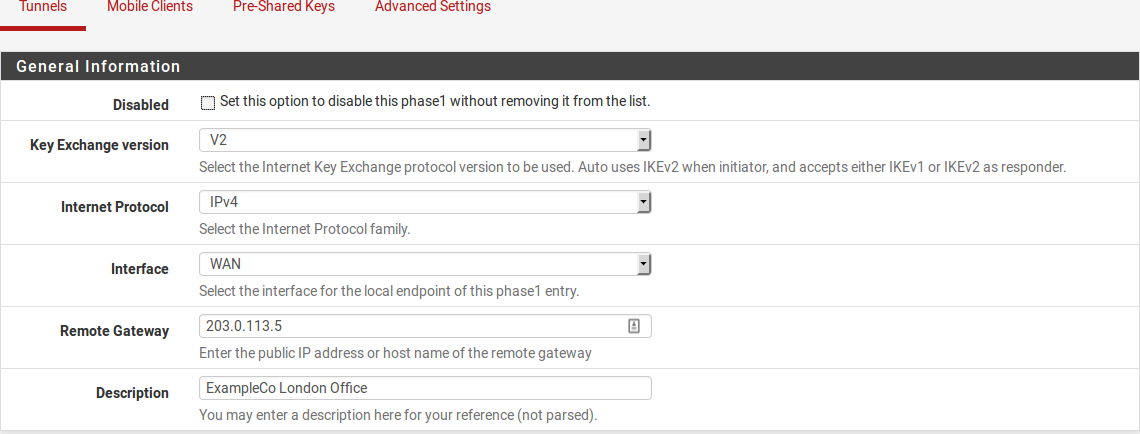 Tunnels Mobile Clients Pre-Shared Keys Advanced Settings
General Information
Disabled Set this option to disable this phase1 without removing it from the list.
Key Exchange version V2
Select the Internet Key Exchange protocol version to be used. Auto uses IKEv2 when initiator, and accepts either IKEv1 or IKEv2 as responder.
Internet Protocol IPv4
Select the Internet Protocol family.
Interface WAN
Select the interface for the local endpoint of this phase1 entry.
Remote Gateway 203.0.113.5
Enter the public IP address or host name of the remote gateway
Description ExampleCo London Office
You may enter a description here for your reference (not parsed).